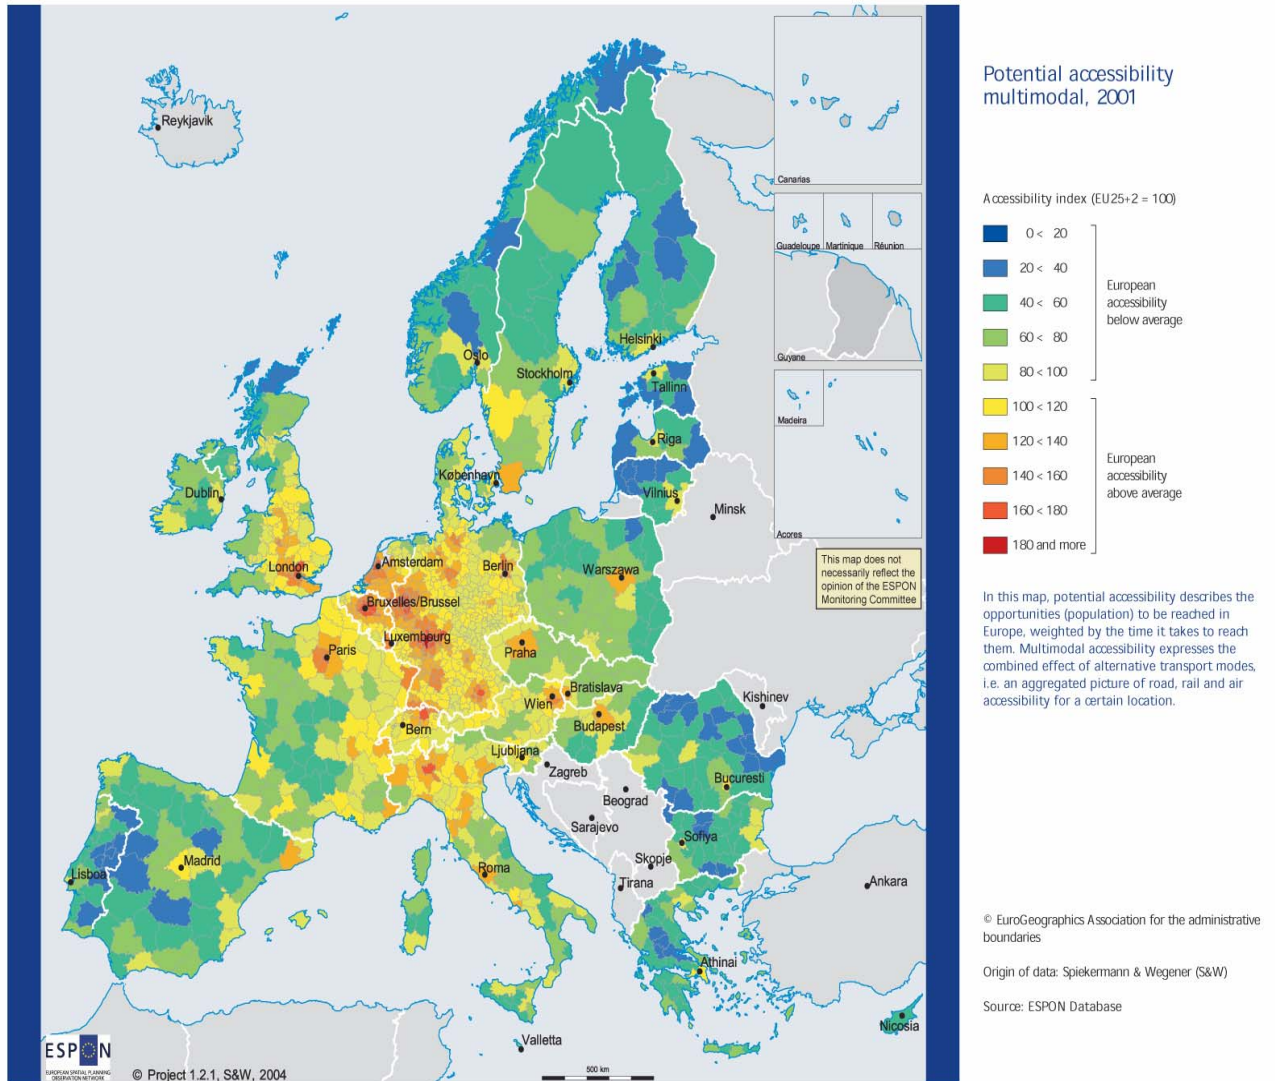 Potential accessibility
multimodal, 2001
Accessibility index (EU25+2 = 100)
0 < 20
20 < 40
40 < 60
60 < 80
80 < 100
100 < 120
120 < 140
140 < 160
160 < 180
180 and more
European
accessibility
below average
European
accessibility
above average
In this map, potential accessibility describes the
opportunities (population) to be reached in
Europe, weighted by the time it takes to reach
them. Multimodal accessibility expresses the
combined effect of alternative transport modes,
i.e. an aggregated picture of road, rail and air
accessibility for a certain location.
© EuroGeographics Association for the administrative
boundaries
Origin of data: Spiekermann & Wegener (S&W)
Source: ESPON Database
Reykjavik
Canarias
Guadeloupe
Martinique
Réunion
Guyane
Madeira
Acores
This map does not
necessarily reflect the
opinion of the ESPON
Monitoring Committee
Helsinki
Oslo
Stockholm
Tallinn
Riga
København
Vilnius
Dublin
Minsk
London
Amsterdam
Berlin
Warszawa
Bruxelles/Brussel
Luxembourg
Paris
Praha
Bratislava
Wien
Kishinev
Bern
Budapest
Ljubljana
Zagreb
Bucuresti
Beograd
Sarajevo
Sofiya
Madrid
Skopje
Roma
Lisboa
Tirana
Ankara
Athinai
Nicosia
Valletta
ESPON
EUROPEAN SPATIAL PLANNING
OBSERVATION NETWORK
© Project 1.2.1, S&W, 2004
500 km